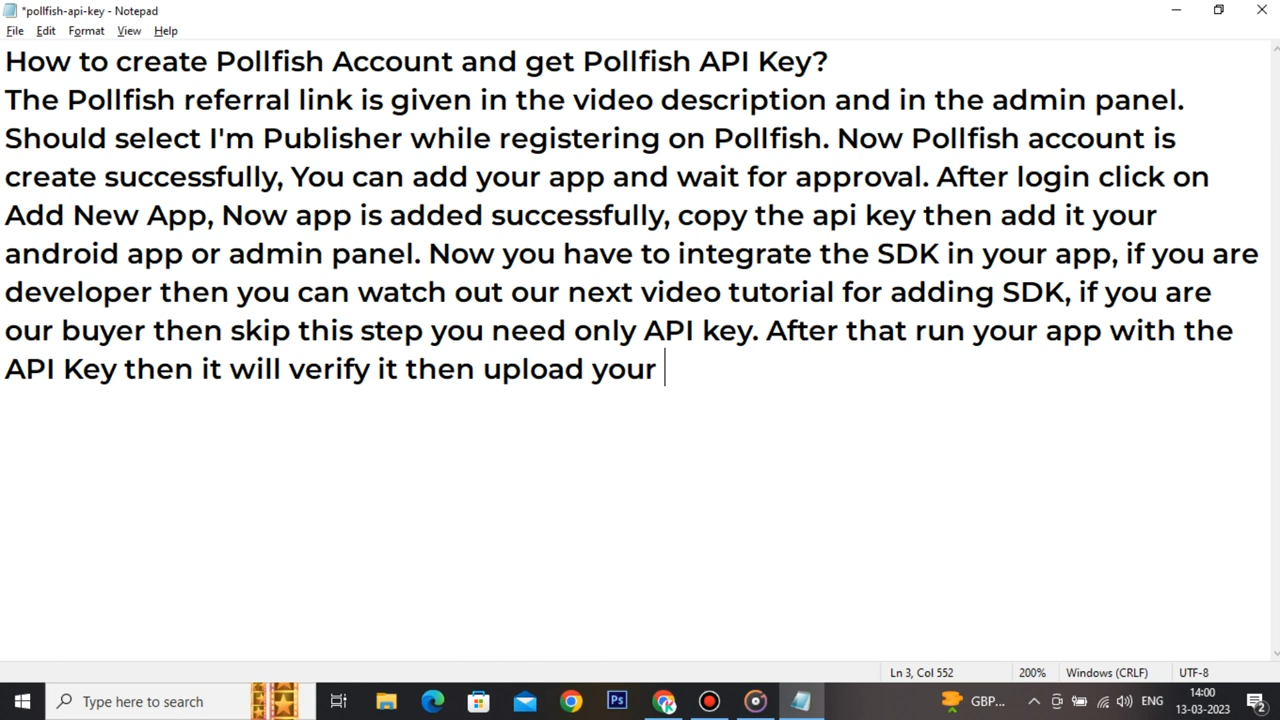 *pollfish-api-key - Notepad
File Edit Format View Help
How to create Pollfish Account and get Pollfish API Key?
The Pollfish referral link is given in the video description and in the admin panel.
Should select I'm Publisher while registering on Pollfish. Now Pollfish account is
create successfully, You can add your app and wait for approval. After login click on
Add New App, Now app is added successfully, copy the api key then add it your
android app or admin panel. Now you have to integrate the SDK in your app, if you are
developer then you can watch out our next video tutorial for adding SDK, if you are
our buyer then skip this step you need only API key. After that run your app with the
API Key then it will verify it then upload your
Ln 3, Col 552 200% Windows (CRLF) UTF-8
Type here to search Ps GBP... ENG 14:00
13-03-2023 2